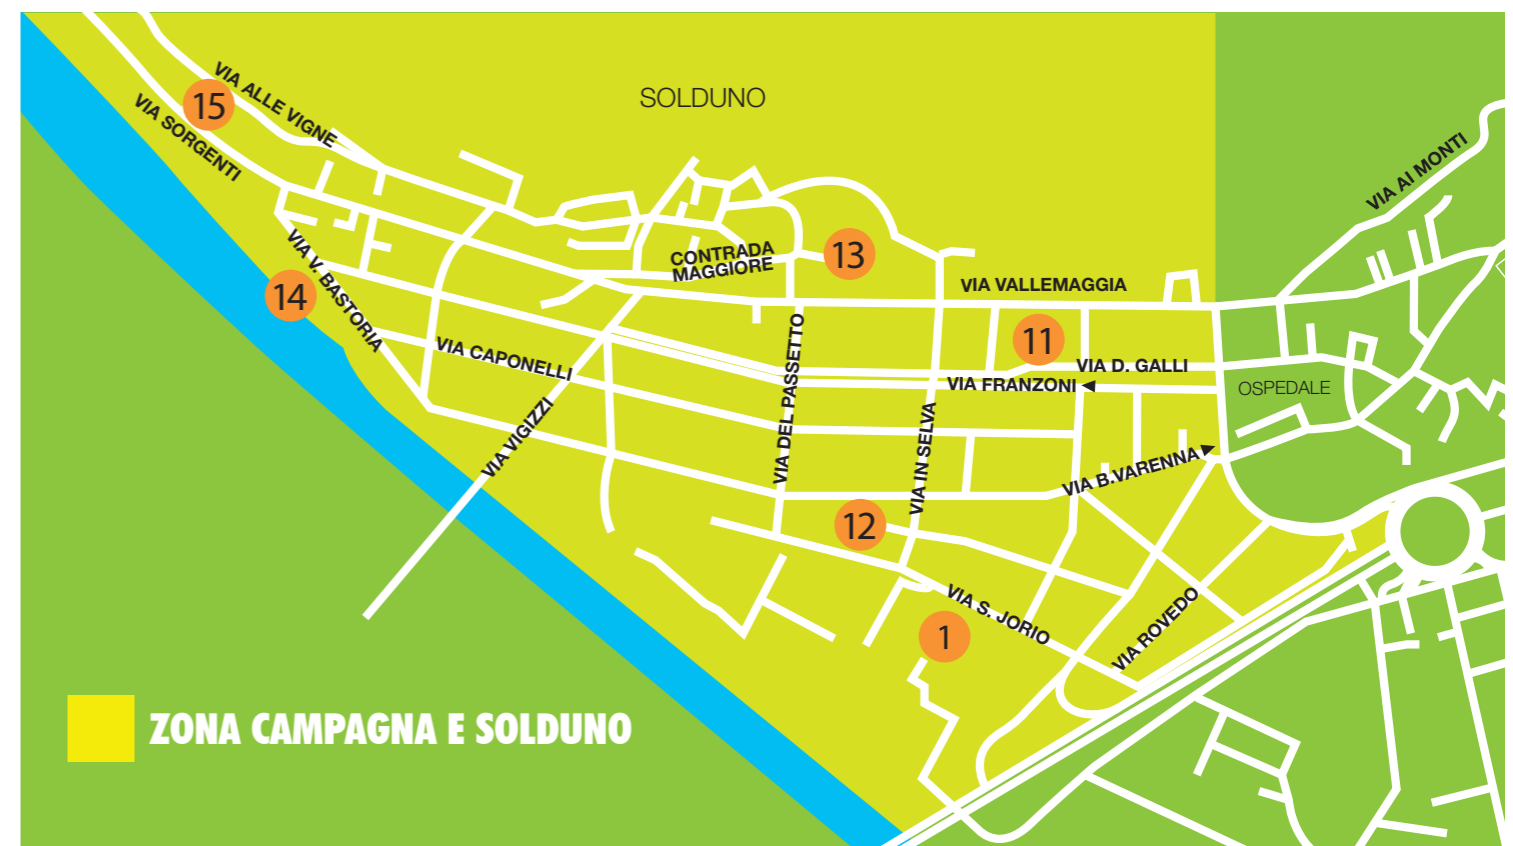 VIA ALLE VIGNE
15
VIA SORGENTI
SOLDUNO
VIA AI MONTI
VIA V. BASTORIA
14
CONTRADA
MAGGIORE
13
VIA VALLEMAGGIA
11
VIA D. GALLI
VIA FRANZONI
OSPEDALE
VIA CAPONELLI
VIA DEL PASSETTO
VIA VIGIZZI
VIA IN SELVA
VIA B.VARENNA
12
VIA S. JORIO
1
VIA ROVEDO
ZONA CAMPAGNA E SOLDUNO